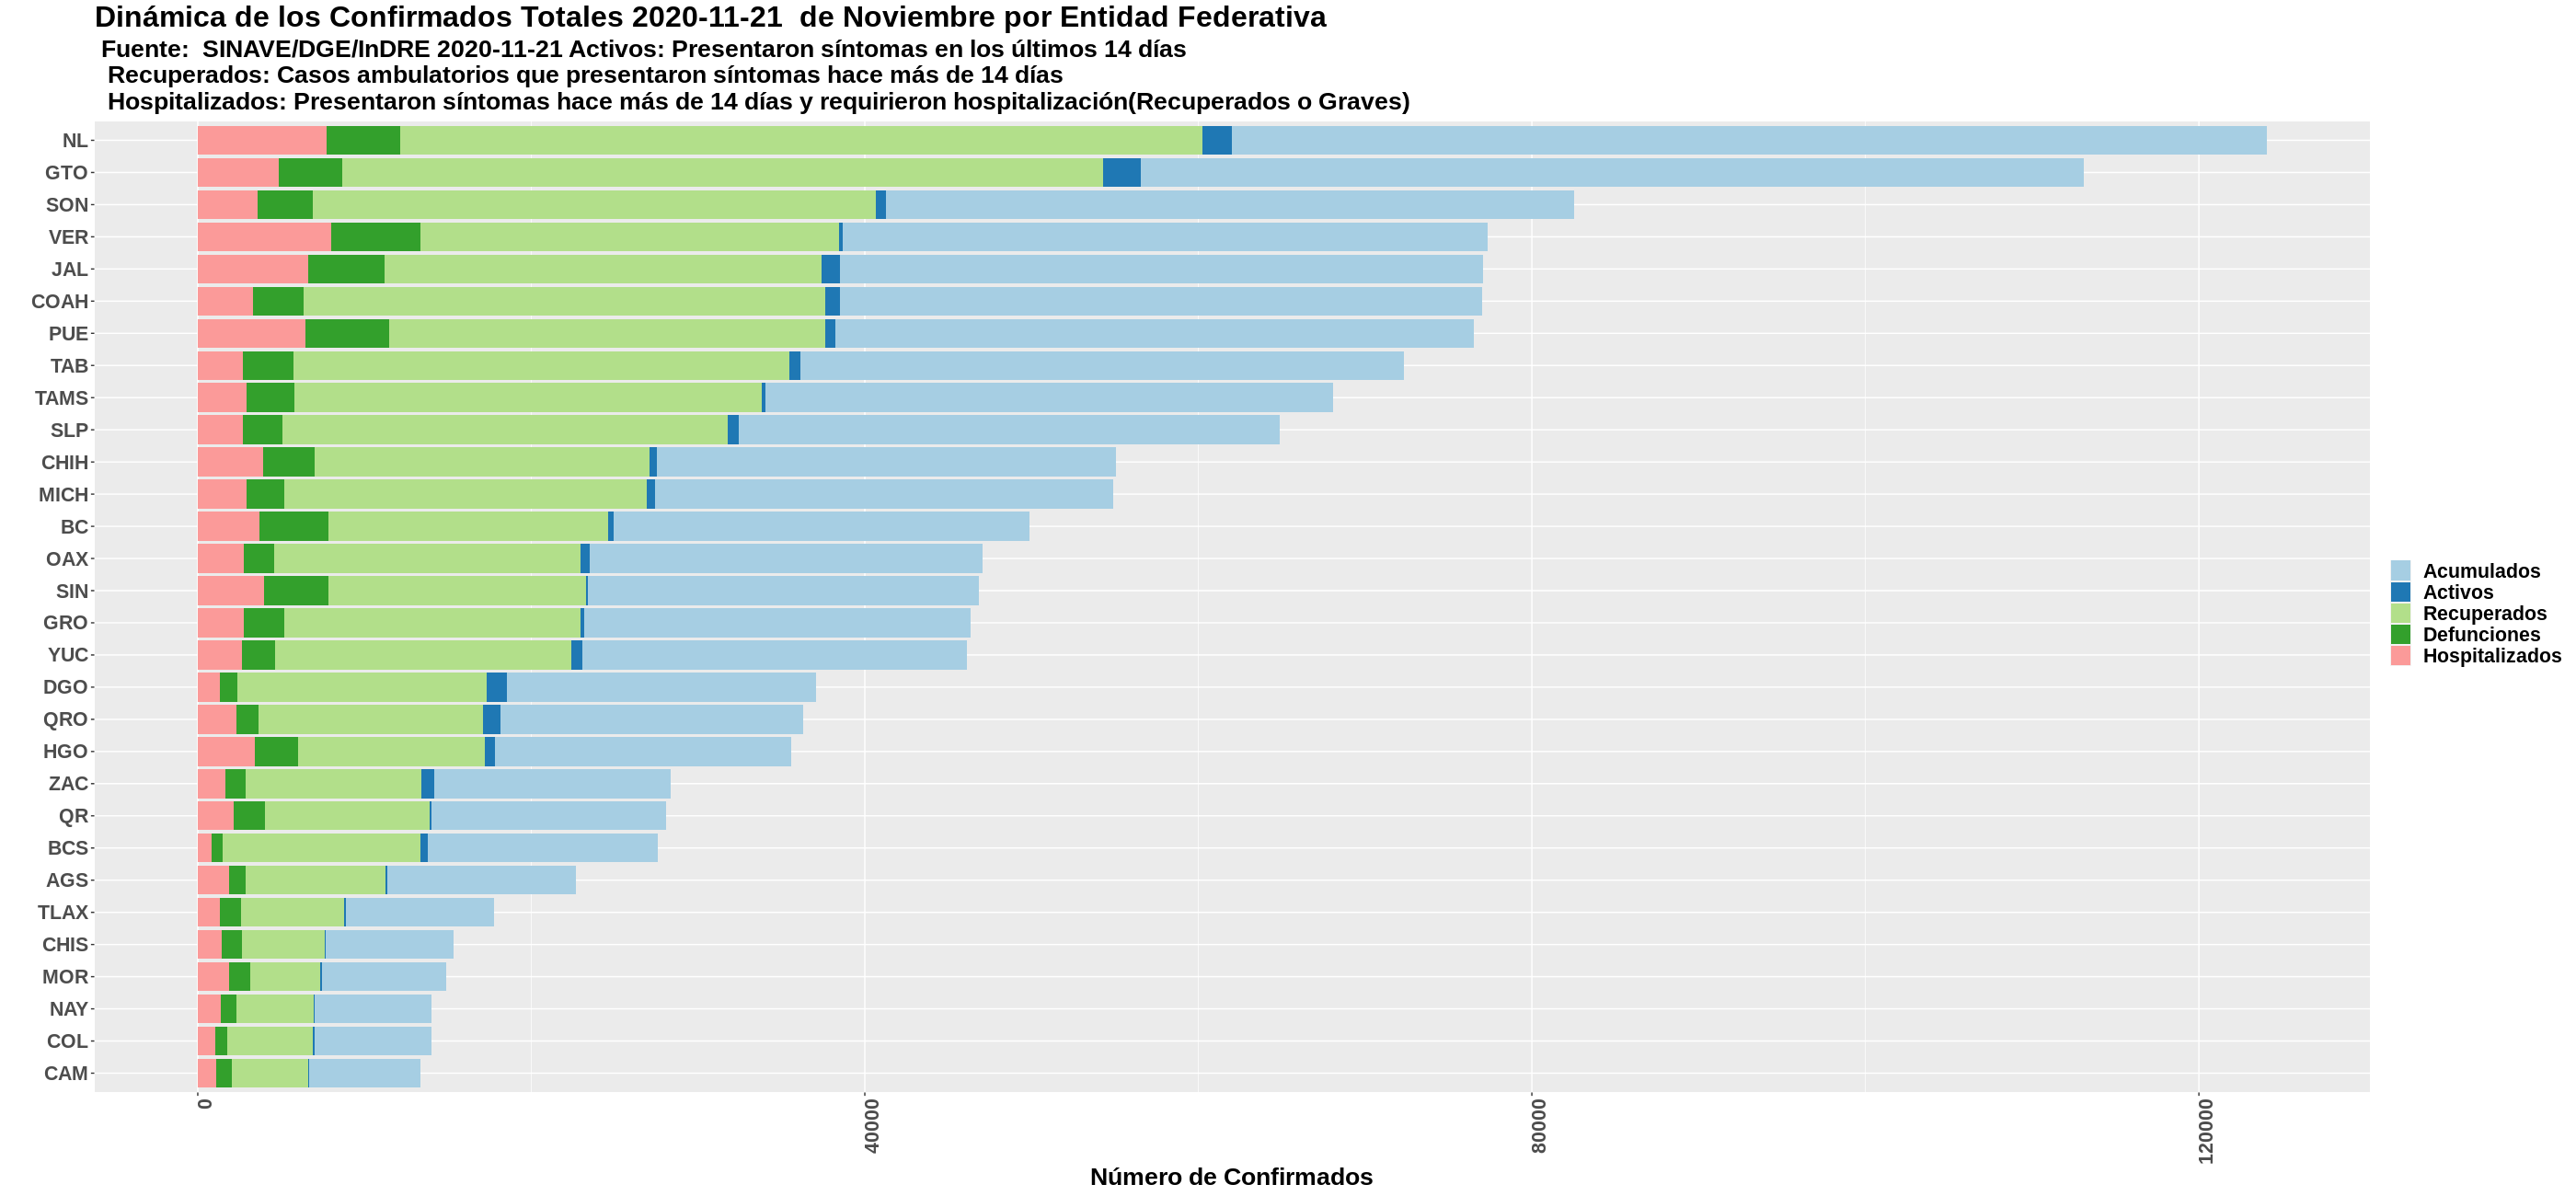 Dinámica de los Confirmados Totales 2020-11-21  de Noviembre por Entidad Federativa
Fuente:  SINAVE/DGE/InDRE 2020-11-21 Activos: Presentaron síntomas en los últimos 14 días
Recuperados: Casos ambulatorios que presentaron síntomas hace más de 14 días
Hospitalizados: Presentaron síntomas hace más de 14 días y requirieron hospitalización(Recuperados o Graves)
NL
GTO
SON
VER
JAL
COAH
PUE
TAB
TAMS
SLP
CHIH
MICH
BC
OAX
SIN
GRO
YUC
DGO
QRO
HGO
ZAC
QR
BCS
AGS
TLAX
CHIS
MOR
NAY
COL
CAM
0
40000
80000
120000
Número de Confirmados
Acumulados
Activos
Recuperados
Defunciones
Hospitalizados